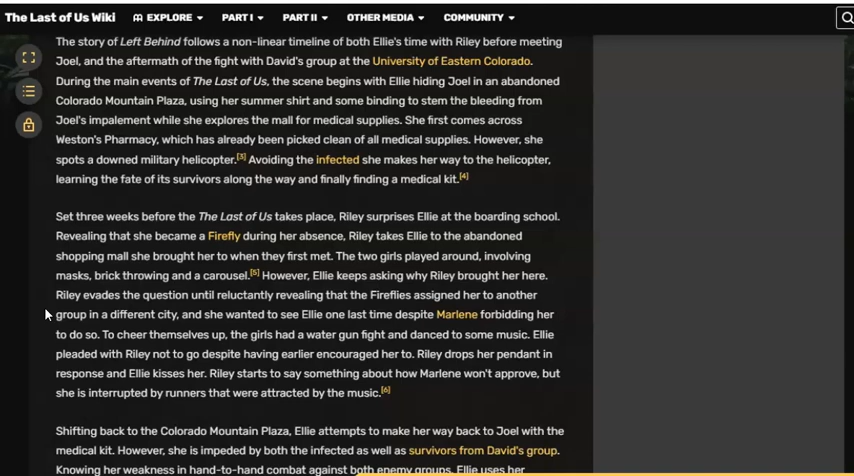 The Last of Us Wiki
EXPLORE
PART I
PART II
OTHER MEDIA
COMMUNITY
The story of Left Behind follows a non-linear timeline of both Ellie's time with Riley before meeting
Joel, and the aftermath of the fight with David's group at the University of Eastern Colorado.
During the main events of The Last of Us, the scene begins with Ellie hiding Joel in an abandoned
Colorado Mountain Plaza, using her summer shirt and some binding to stem the bleeding from
Joel's impalement while she explores the mall for medical supplies. She first comes across
Weston's Pharmacy, which has already been picked clean of all medical supplies. However, she
spots a downed military helicopter.[3] Avoiding the infected she makes her way to the helicopter,
learning the fate of its survivors along the way and finally finding a medical kit.[4]
Set three weeks before the The Last of Us takes place, Riley surprises Ellie at the boarding school.
Revealing that she became a Firefly during her absence, Riley takes Ellie to the abandoned
shopping mall she brought her to when they first met. The two girls played around, involving
masks, brick throwing and a carousel.[5] However, Ellie keeps asking why Riley brought her here.
Riley evades the question until reluctantly revealing that the Fireflies assigned her to another
group in a different city, and she wanted to see Ellie one last time despite Marlene forbidding her
to do so. To cheer themselves up, the girls had a water gun fight and danced to some music. Ellie
pleaded with Riley not to go despite having earlier encouraged her to. Riley drops her pendant in
response and Ellie kisses her. Riley starts to say something about how Marlene won't approve, but
she is interrupted by runners that were attracted by the music.[6]
Shifting back to the Colorado Mountain Plaza, Ellie attempts to make her way back to Joel with the
medical kit. However, she is impeded by both the infected as well as survivors from David's group.
Knowing her weakness in hand-to-hand combat against both enemy groups, Ellie uses her